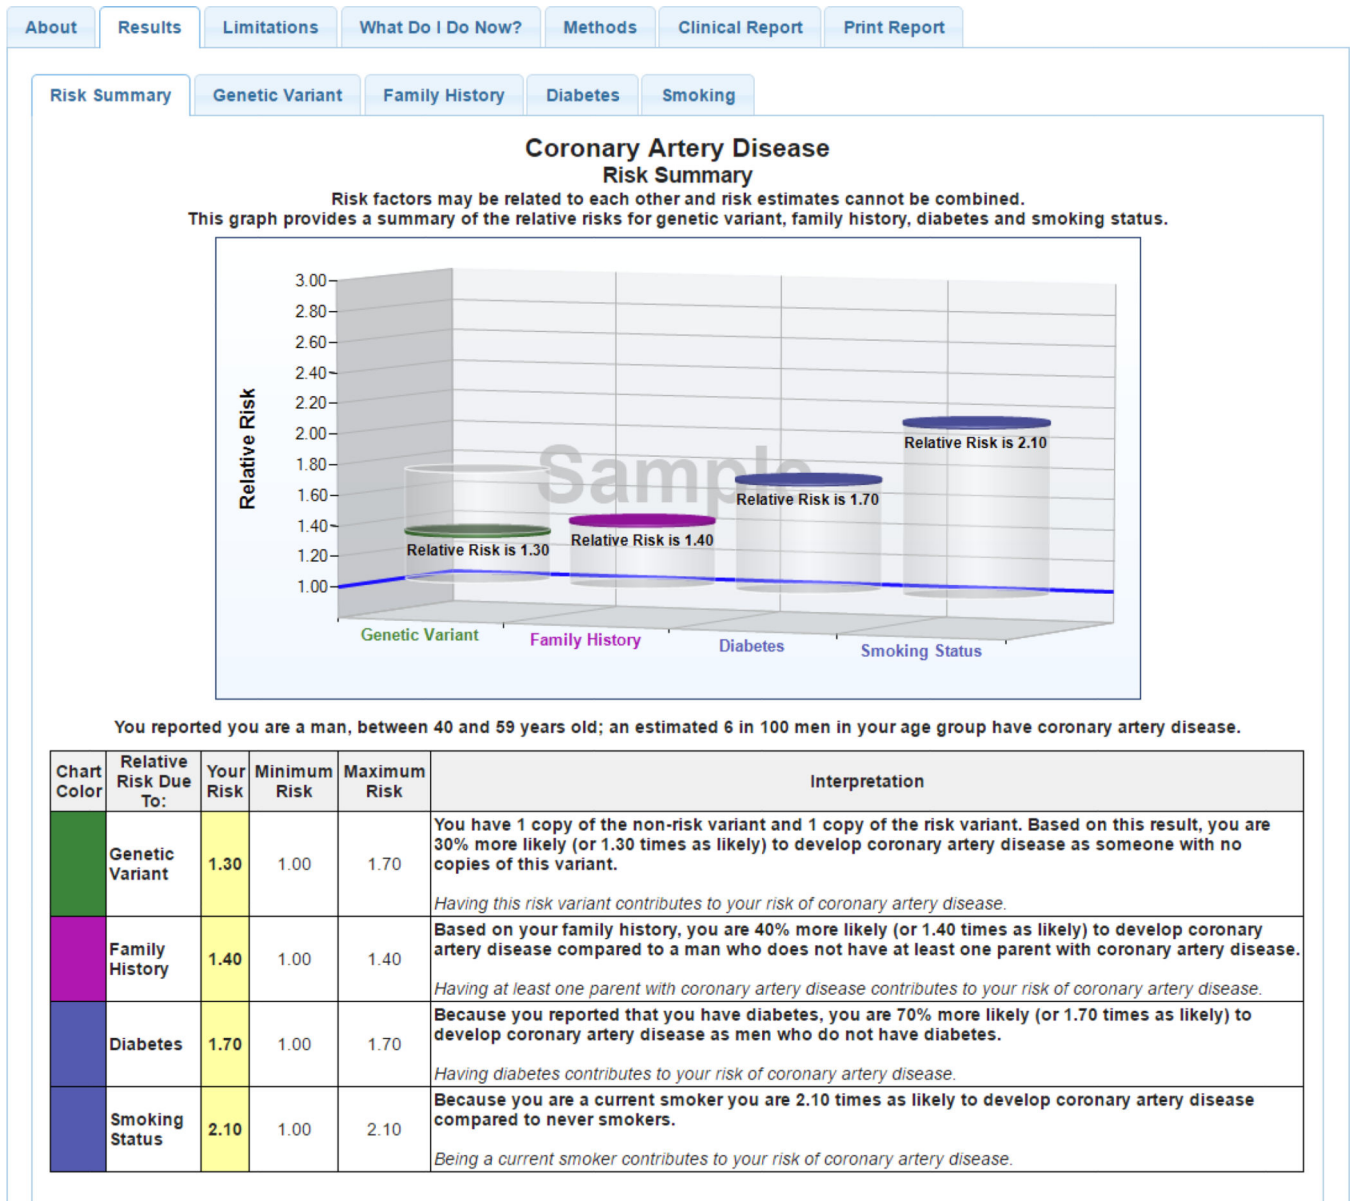 About Results Limitations What Do I Do Now? Methods Clinical Report Print Report
Risk Summary Genetic Variant Family History Diabetes Smoking
Coronary Artery Disease
Risk Summary
Risk factors may be related to each other and risk estimates cannot be combined.
This graph provides a summary of the relative risks for genetic variant, family history, diabetes and smoking status.
Relative Risk
3.00
2.80
2.60
2.40
2.20
2.00
1.80
1.60
1.40
1.20
1.00
Sample
Relative Risk is 1.30
Relative Risk is 1.40
Relative Risk is 1.70
Relative Risk is 2.10
Genetic Variant
Family History
Diabetes
Smoking Status
You reported you are a man, between 40 and 59 years old; an estimated 6 in 100 men in your age group have coronary artery disease.
Chart
Color
Relative
Risk Due
To:
Your
Risk
Minimum
Risk
Maximum
Risk
Interpretation
Genetic
Variant
1.30
1.00
1.70
You have 1 copy of the non-risk variant and 1 copy of the risk variant. Based on this result, you are
30% more likely (or 1.30 times as likely) to develop coronary artery disease as someone with no
copies of this variant.
Having this risk variant contributes to your risk of coronary artery disease.
Family
History
1.40
1.00
1.40
Based on your family history, you are 40% more likely (or 1.40 times as likely) to develop coronary
artery disease compared to a man who does not have at least one parent with coronary artery disease.
Having at least one parent with coronary artery disease contributes to your risk of coronary artery disease.
Diabetes
1.70
1.00
1.70
Because you reported that you have diabetes, you are 70% more likely (or 1.70 times as likely) to
develop coronary artery disease as men who do not have diabetes.
Having diabetes contributes to your risk of coronary artery disease.
Smoking
Status
2.10
1.00
2.10
Because you are a current smoker you are 2.10 times as likely to develop coronary artery disease
compared to never smokers.
Being a current smoker contributes to your risk of coronary artery disease.